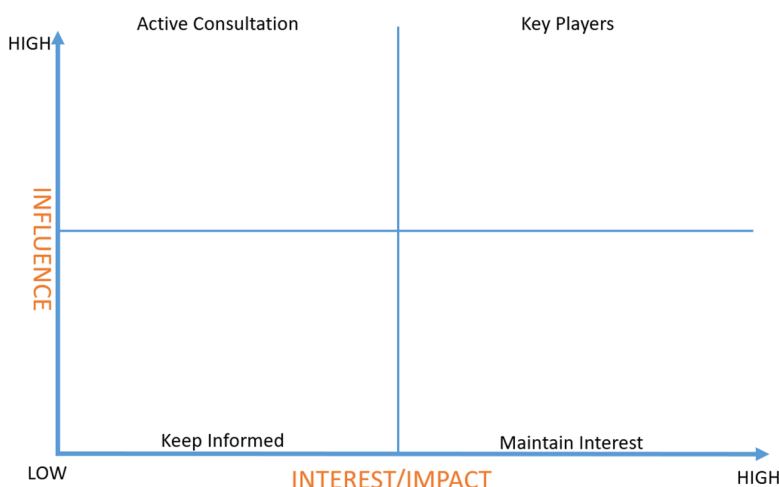 Active Consultation
Key Players
HIGH
INFLUENCE
Keep Informed
Maintain Interest
LOW
INTEREST/IMPACT
HIGH